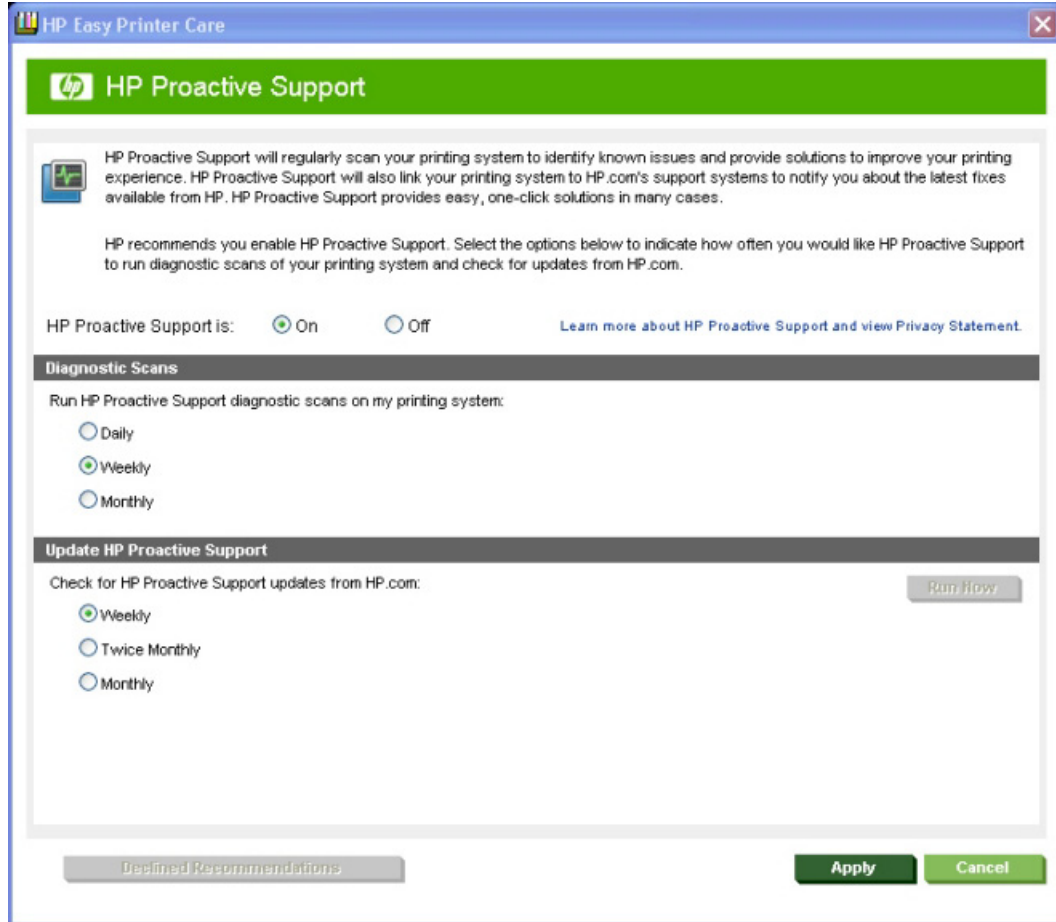 HP Easy Printer Care
hp HP Proactive Support
HP Proactive Support will regularly scan your printing system to identify known issues and provide solutions to improve your printing
experience. HP Proactive Support will also link your printing system to HP.com's support systems to notify you about the latest fixes
available from HP. HP Proactive Support provides easy, one-click solutions in many cases.
HP recommends you enable HP Proactive Support. Select the options below to indicate how often you would like HP Proactive Support
to run diagnostic scans of your printing system and check for updates from HP.com.
HP Proactive Support is: On Off Learn more about HP Proactive Support and view Privacy Statement.
Diagnostic Scans
Run HP Proactive Support diagnostic scans on my printing system:
Daily
Weekly
Monthly
Update HP Proactive Support
Check for HP Proactive Support updates from HP.com: Run Now
Weekly
Twice Monthly
Monthly
Declined Recommendations Apply Cancel